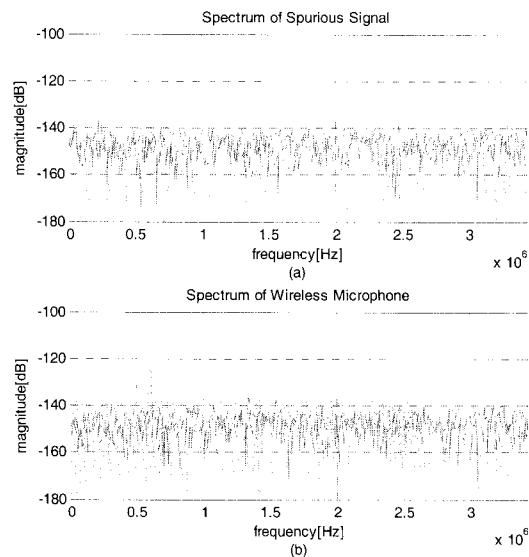 Spectrum of Spurious Signal
-100
-120
-140
-160
-180
magnitude[dB]
0 0.5 1 1.5 2 2.5 3
frequency[Hz]
x 10^6
(a)
Spectrum of Wireless Microphone
-100
-120
-140
-160
-180
magnitude[dB]
0 0.5 1 1.5 2 2.5 3
frequency[Hz]
x 10^6
(b)